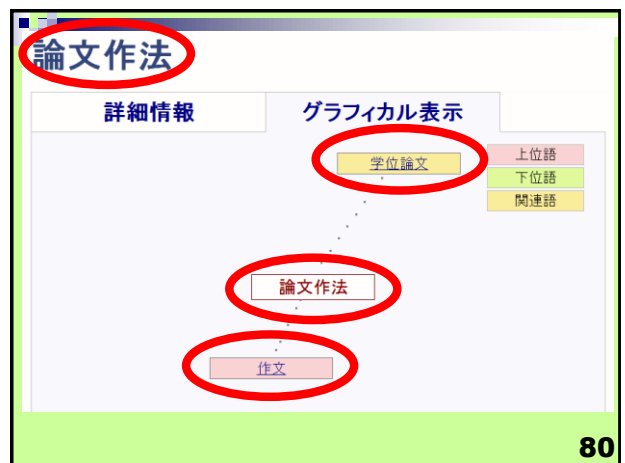 論文作法
詳細情報 グラフィカル表示
学位論文
上位語
下位語
関連語
論文作法
作文
80